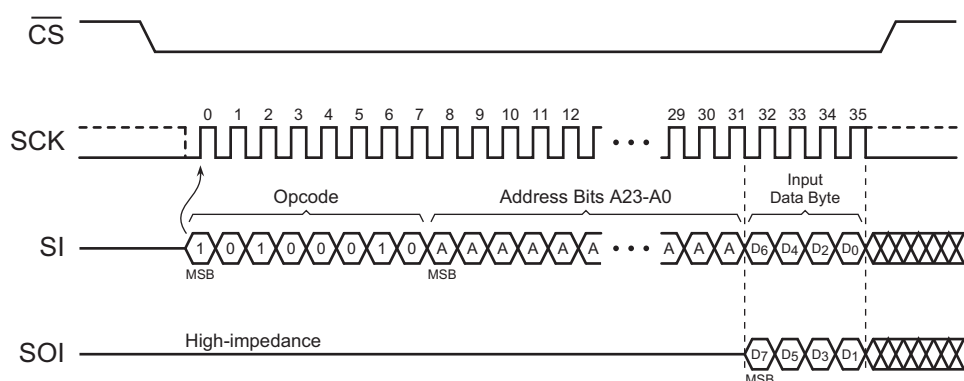 CS
0 1 2 3 4 5 6 7 8 9 10 11 12 29 30 31 32 33 34 35
SCK
Opcode Address Bits A23-A0 Input
Data Byte
SI 1 0 1 0 0 0 1 0 A A A A A A A A A D6 D4 D2 D0
MSB MSB
High-impedance
SOI D7 D5 D3 D1
MSB